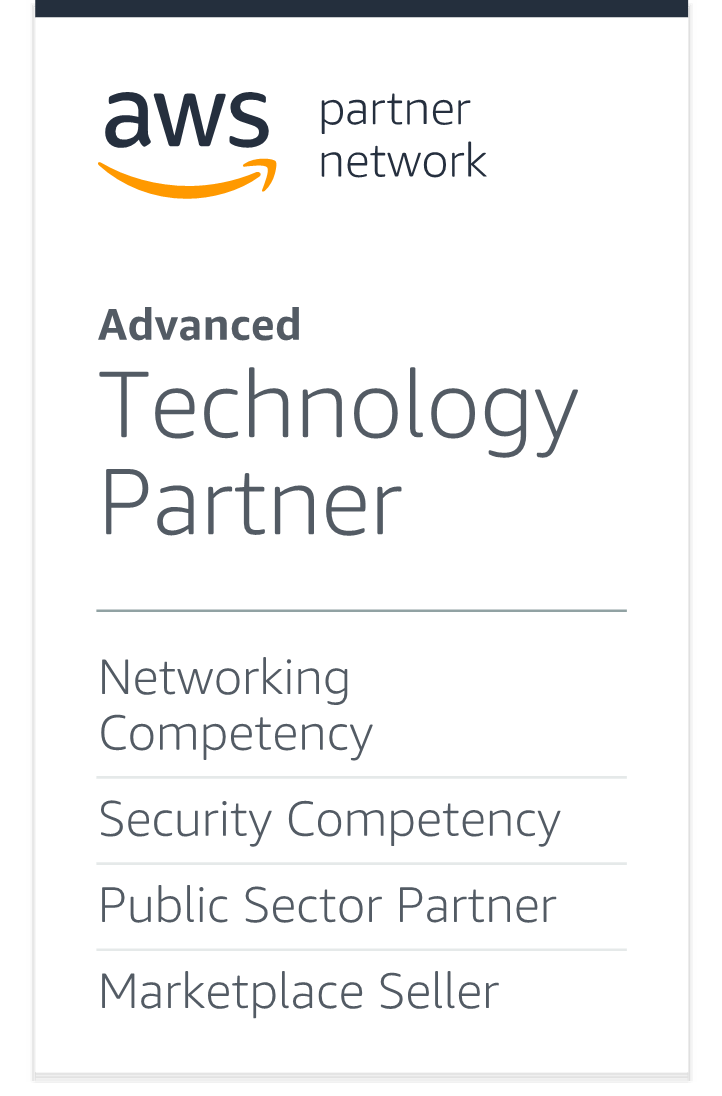 aws
partner
network
Advanced
Technology
Partner
Networking
Competency
Security Competency
Public Sector Partner
Marketplace Seller